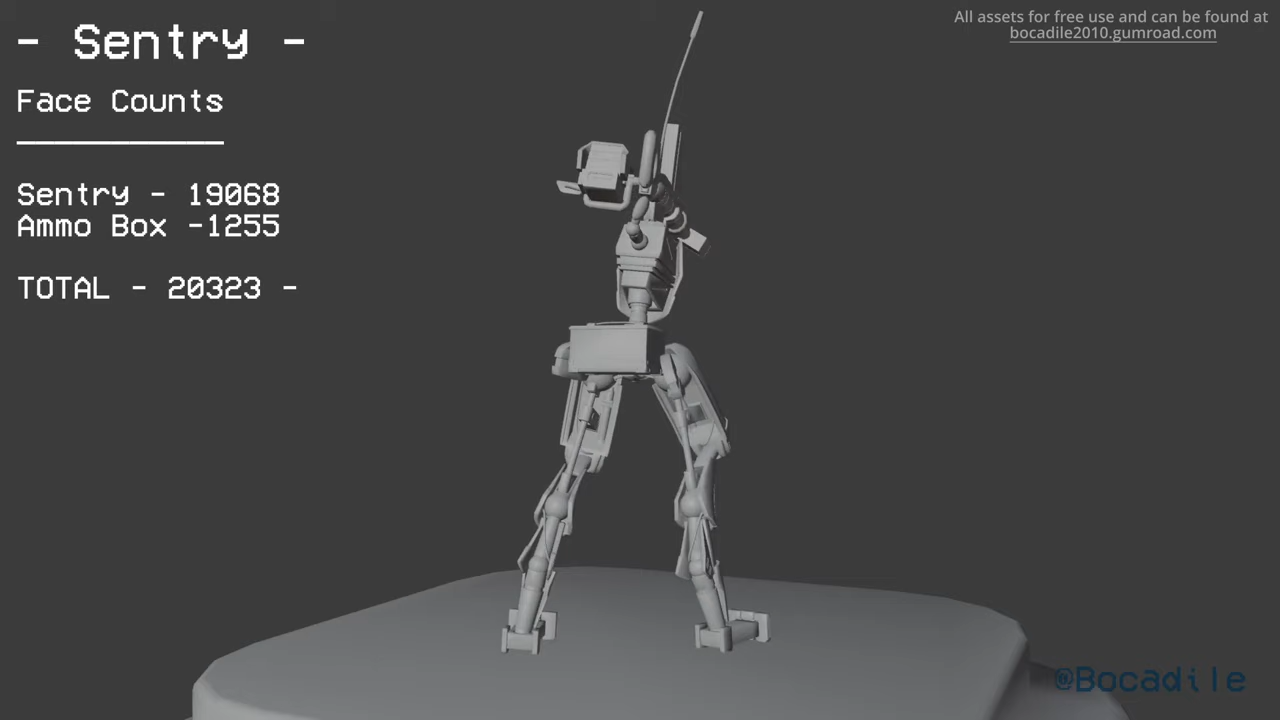 - Sentry -
Face Counts
Sentry - 19068
Ammo Box -1255
TOTAL - 20323 -
All assets for free use and can be found at
bocadile2010.gumroad.com
@Bocadile